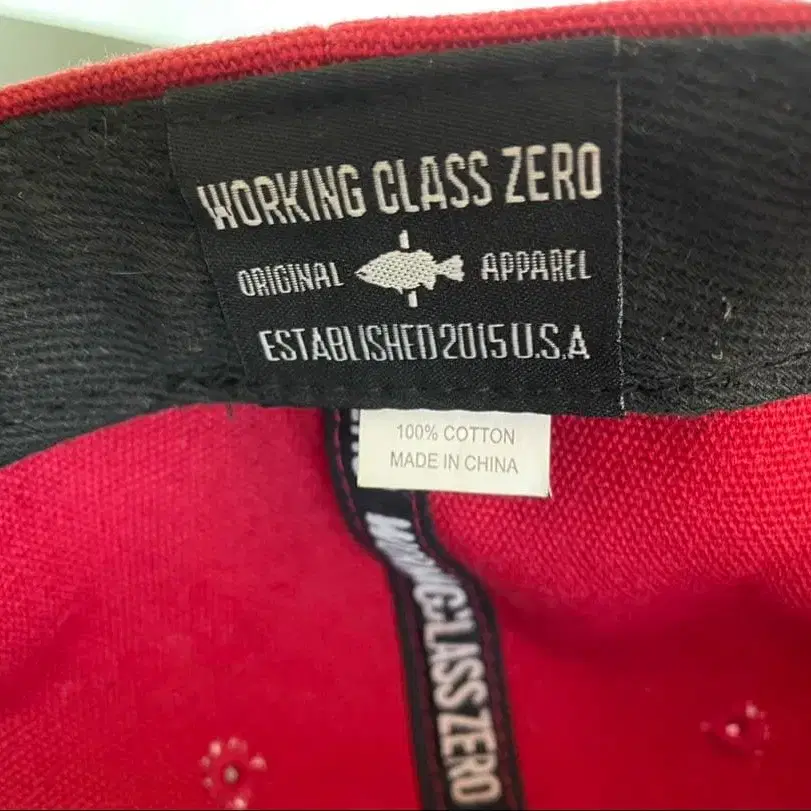 WORKING CLASS ZERO
ORIGINAL APPAREL
ESTABLISHED 2015 U.S.A
100% COTTON
MADE IN CHINA
WORKING CLASS ZERO